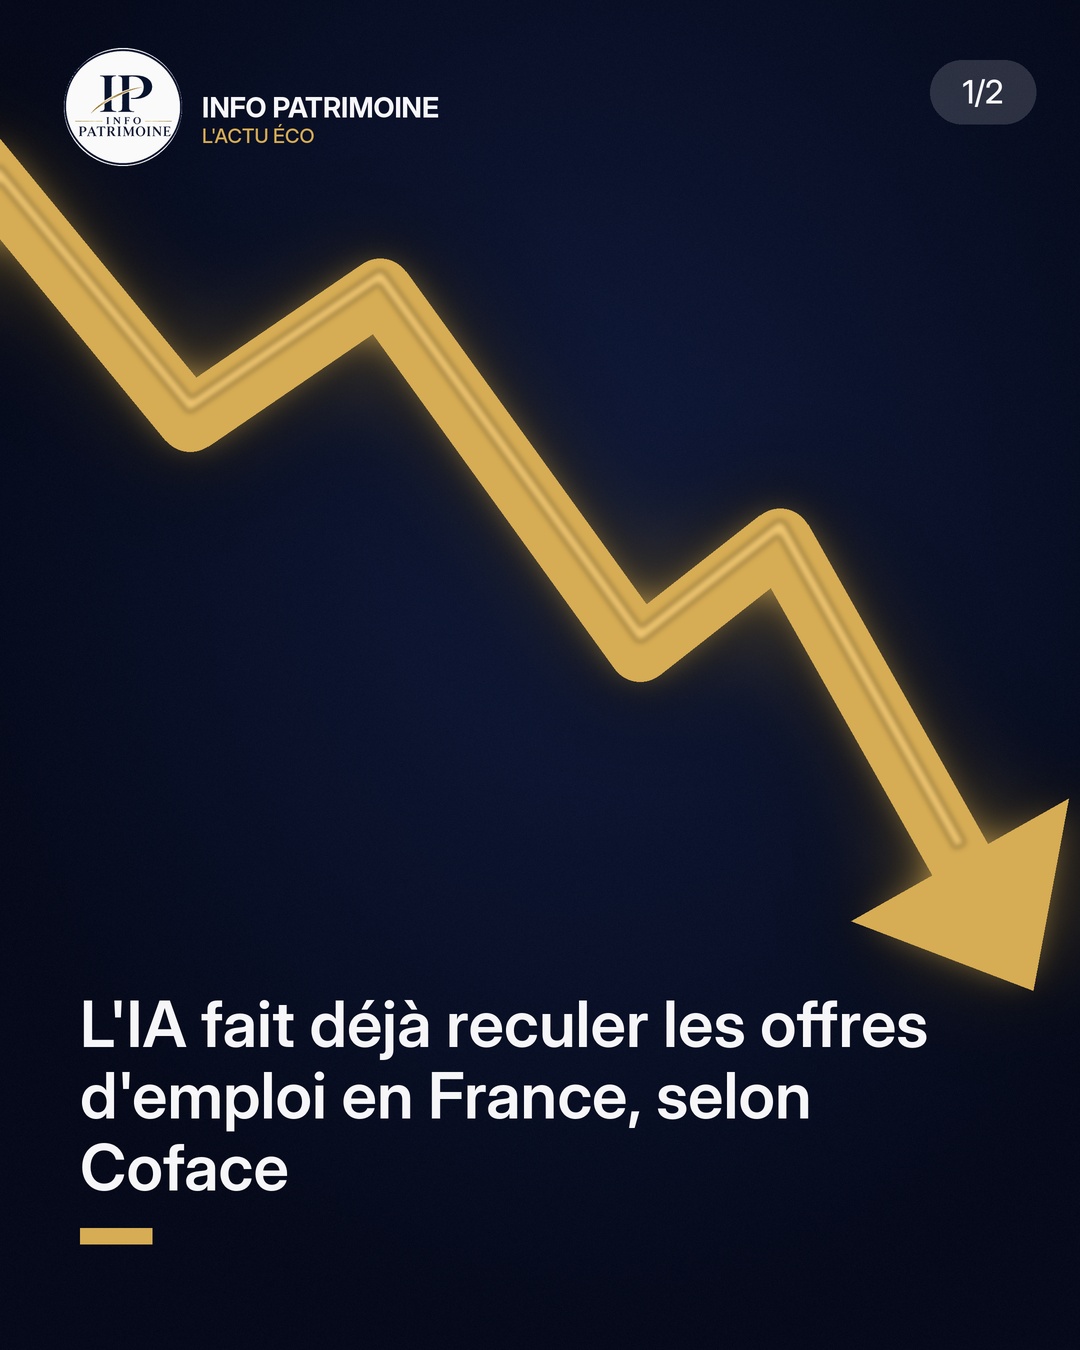 IP
INFO
PATRIMOINE
INFO PATRIMOINE
L'ACTU ÉCO
1/2
L'IA fait déjà reculer les offres
d'emploi en France, selon
Coface